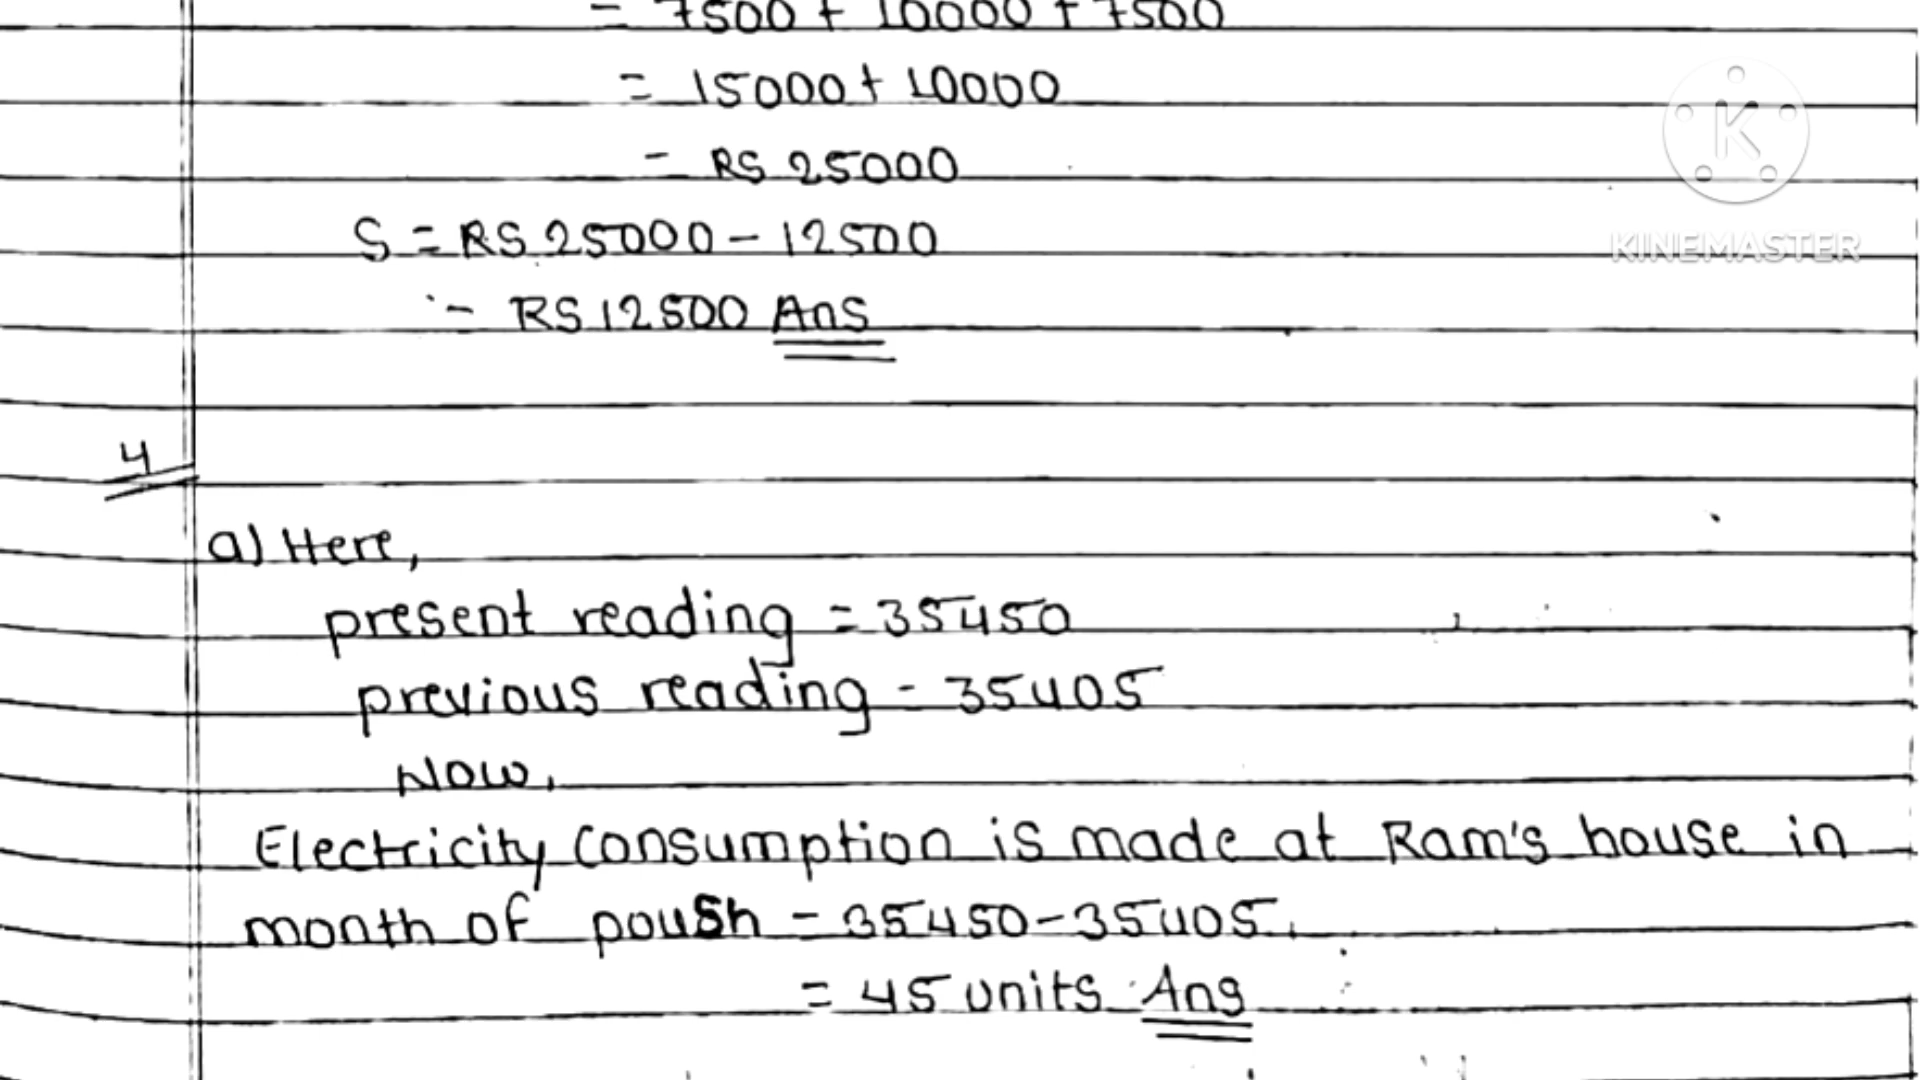 = 7500 + 10000 + 7500
= 15000 + 10000
= RS 25000
K
KINEMASTER
S = RS 25000 - 12500
= RS 12500 Ans
4
a) Here,
present reading = 35450
previous reading = 35405
Now,
Electricity consumption is made at Ram's house in
month of poush = 35450-35405.
= 45 units Ans